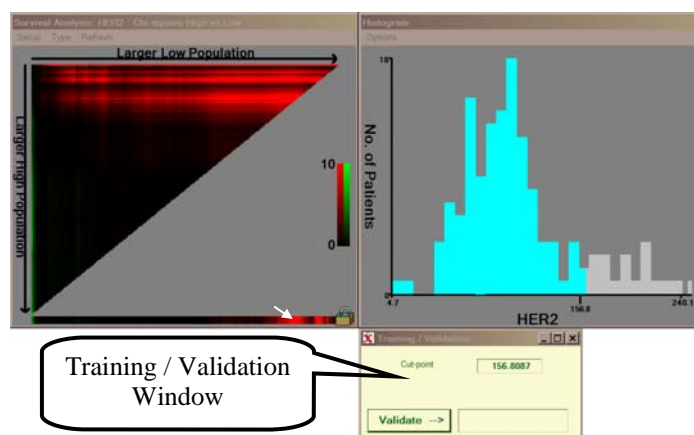 Survival Analysis: HER2 - Chi-square High vs Low
Setup Type Refresh
Larger Low Population
Larger High Population
10
0
Histogram
Options
No. of Patients
18
0
4.7
156.8
240.1
HER2
Training / Validation
Cut-point
156.8087
Validate -->
Training / Validation
Window